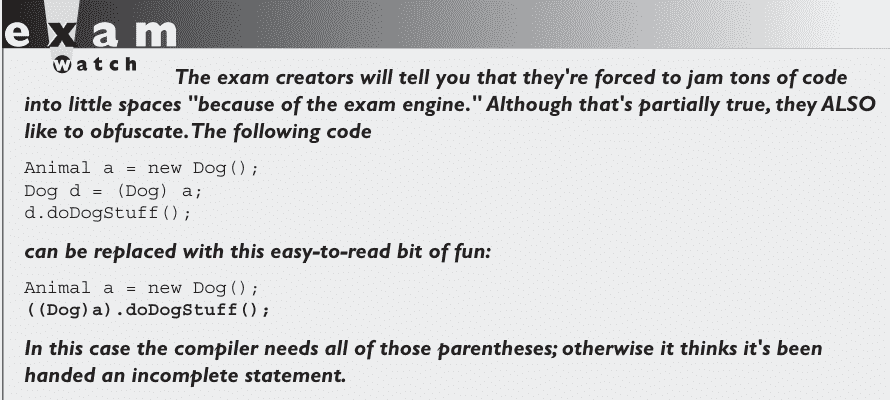 exam
Watch
The exam creators will tell you that they're forced to jam tons of code
into little spaces "because of the exam engine." Although that's partially true, they ALSO
like to obfuscate. The following code
Animal a = new Dog();
Dog d = (Dog) a;
d.doDogStuff();
can be replaced with this easy-to-read bit of fun:
Animal a = new Dog();
((Dog)a).doDogStuff();
In this case the compiler needs all of those parentheses; otherwise it thinks it's been
handed an incomplete statement.